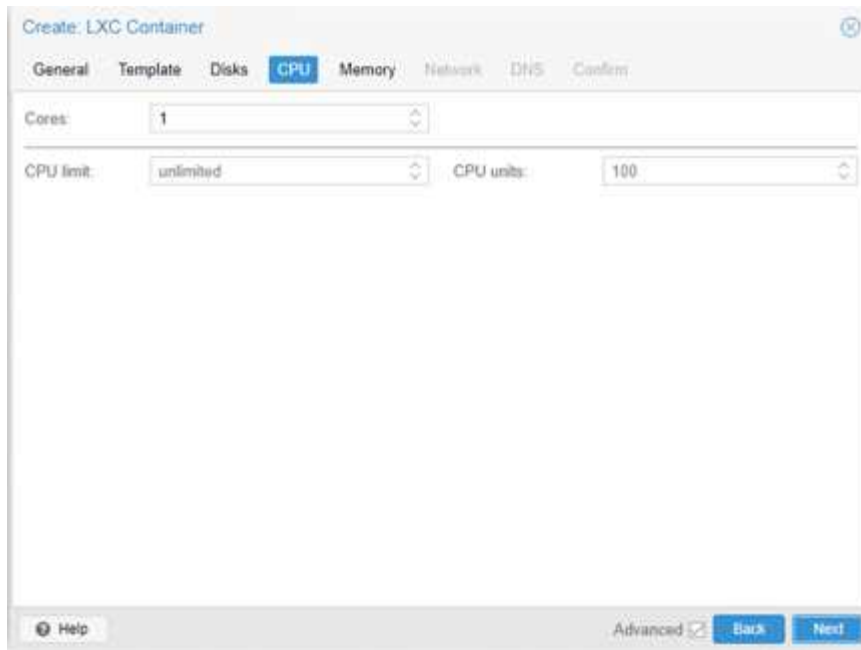 Create: LXC Container
General Template Disks CPU Memory Network DNS Confirm
Cores: 1
CPU limit: unlimited CPU units: 100
Help Advanced Back Next